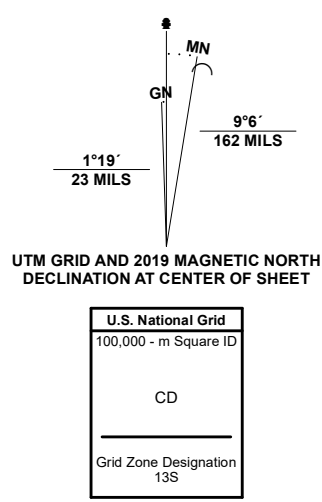 MN
GN
9°6´
162 MILS
1°19´
23 MILS
UTM GRID AND 2019 MAGNETIC NORTH
DECLINATION AT CENTER OF SHEET
U.S. National Grid
100,000 - m Square ID
CD
Grid Zone Designation
13S